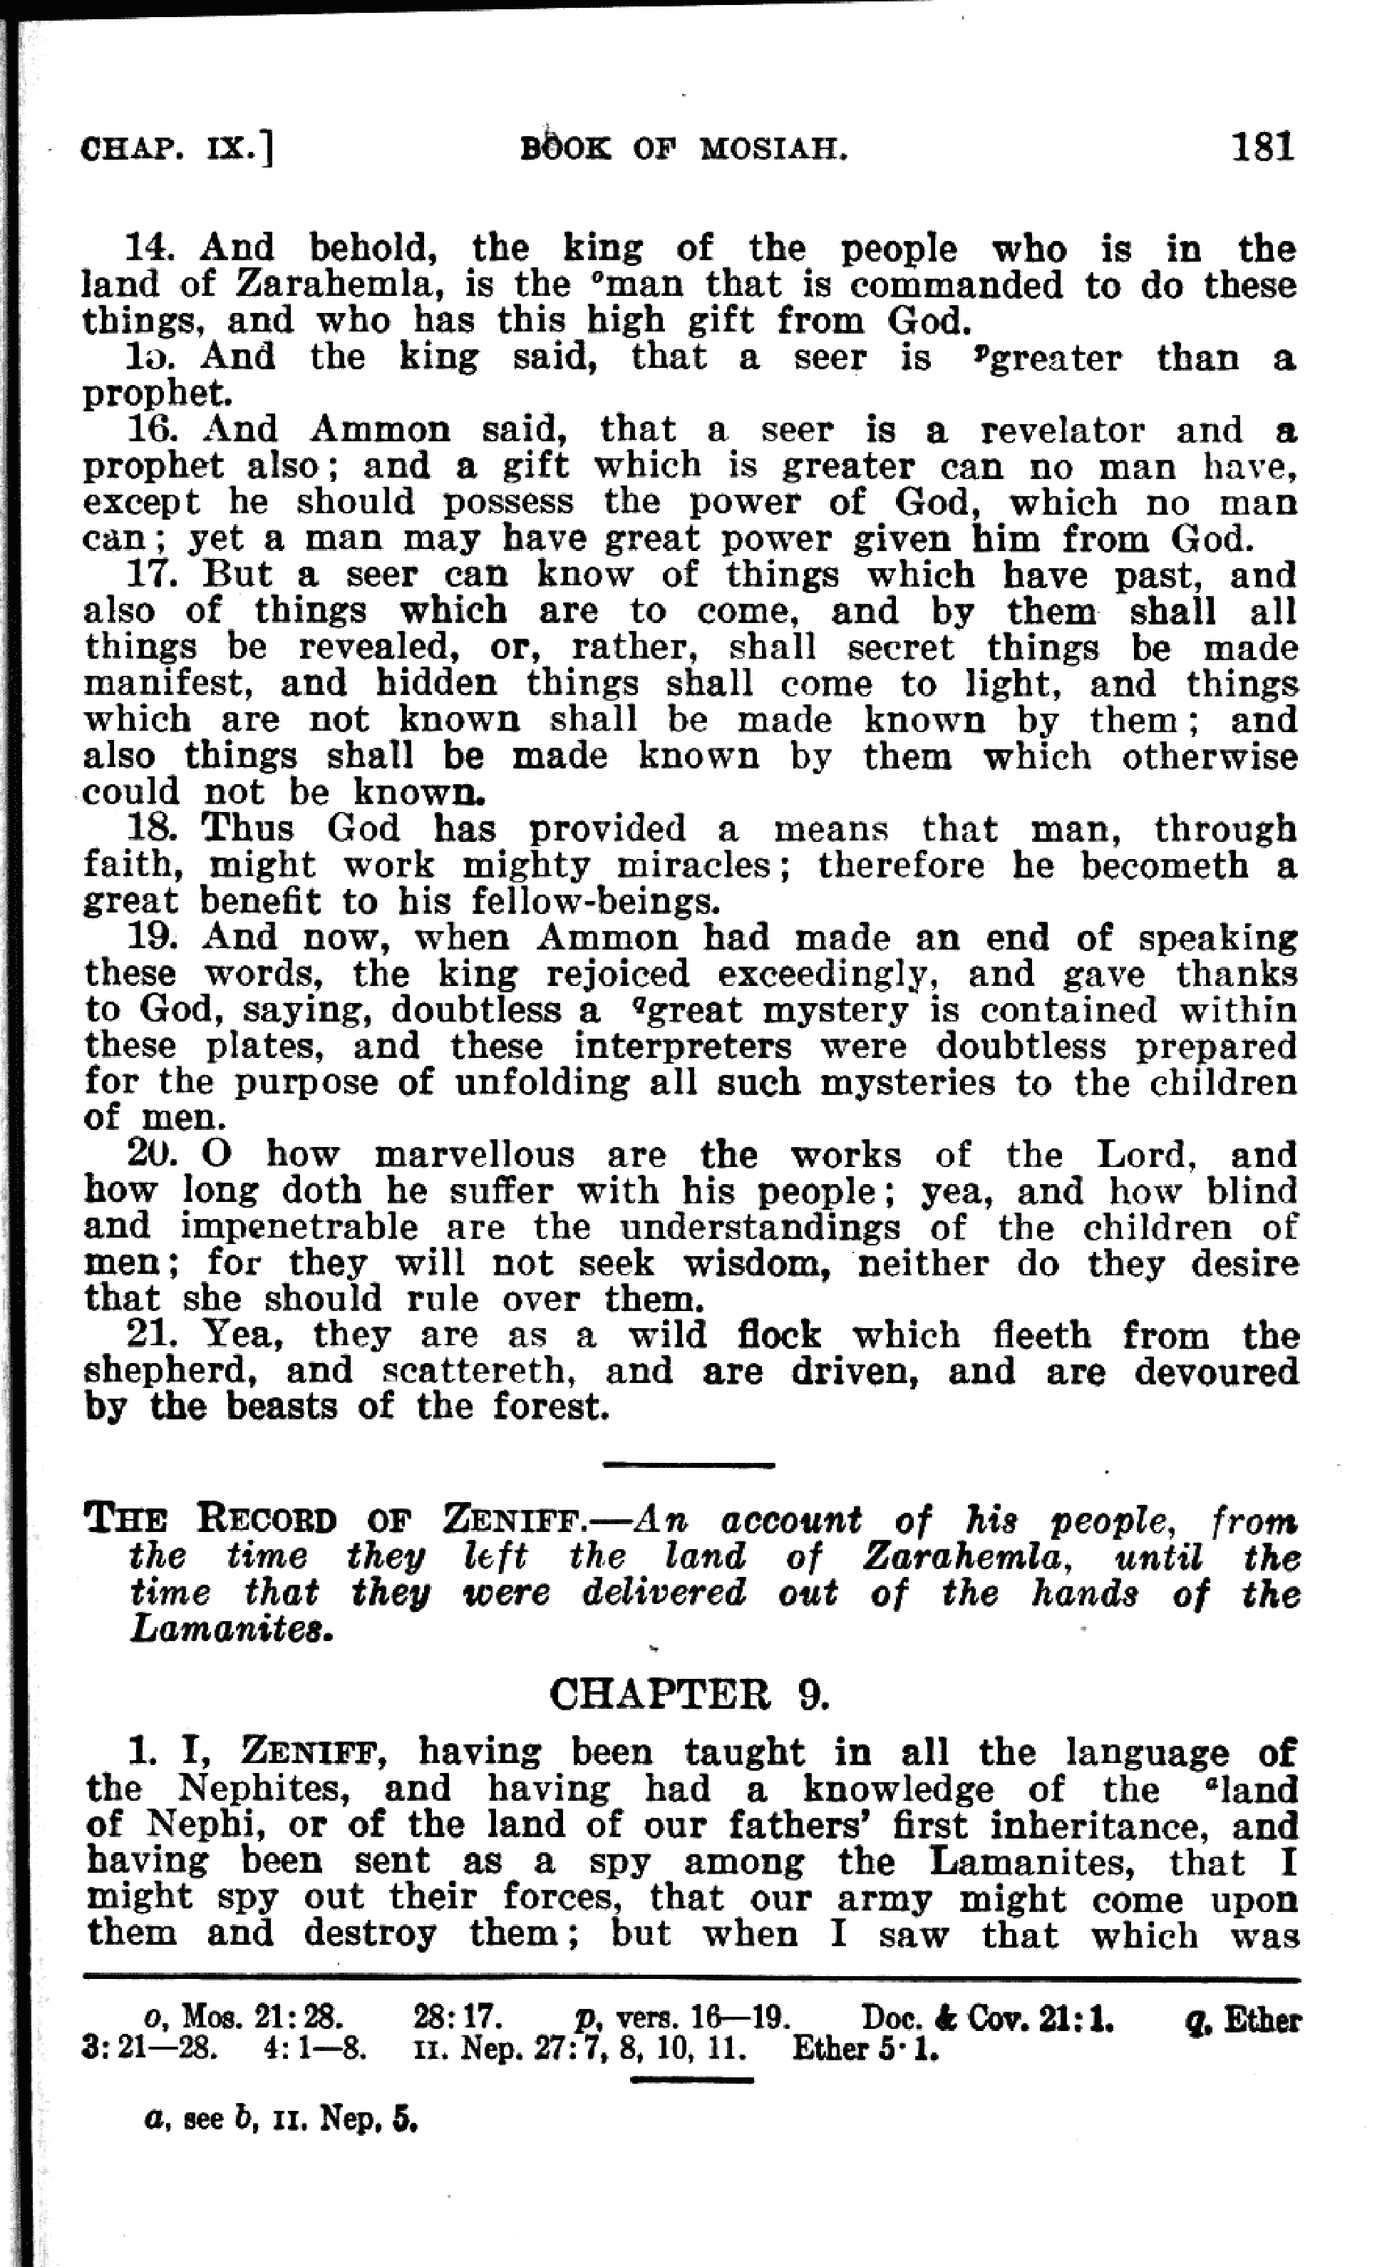 CHAP. IX.] BOOK OF MOSIAH. 181
14. And behold, the king of the people who is in the
land of Zarahemla, is the ᵒman that is commanded to do these
things, and who has this high gift from God.
15. And the king said, that a seer is ᵖgreater than a
prophet.
16. And Ammon said, that a seer is a revelator and a
prophet also; and a gift which is greater can no man have,
except he should possess the power of God, which no man
can; yet a man may have great power given him from God.
17. But a seer can know of things which have past, and
also of things which are to come, and by them shall all
things be revealed, or, rather, shall secret things be made
manifest, and hidden things shall come to light, and things
which are not known shall be made known by them; and
also things shall be made known by them which otherwise
could not be known.
18. Thus God has provided a means that man, through
faith, might work mighty miracles; therefore he becometh a
great benefit to his fellow-beings.
19. And now, when Ammon had made an end of speaking
these words, the king rejoiced exceedingly, and gave thanks
to God, saying, doubtless a qgreat mystery is contained within
these plates, and these interpreters were doubtless prepared
for the purpose of unfolding all such mysteries to the children
of men.
20. O how marvellous are the works of the Lord, and
how long doth he suffer with his people; yea, and how blind
and impenetrable are the understandings of the children of
men; for they will not seek wisdom, neither do they desire
that she should rule over them.
21. Yea, they are as a wild flock which fleeth from the
shepherd, and scattereth, and are driven, and are devoured
by the beasts of the forest.
THE RECORD OF ZENIFF.—An account of his people, from
the time they left the land of Zarahemla, until the
time that they were delivered out of the hands of the
Lamanites.
CHAPTER 9.
1. I, ZENIFF, having been taught in all the language of
the Nephites, and having had a knowledge of the ᵃland
of Nephi, or of the land of our fathers' first inheritance, and
having been sent as a spy among the Lamanites, that I
might spy out their forces, that our army might come upon
them and destroy them; but when I saw that which was
o, Mos. 21:28. 28:17. p, vers. 16—19. Doc. & Cov. 21:1. q, Ether
3:21—28. 4:1—8. II. Nep. 27:7, 8, 10, 11. Ether 5:1.
a, see b, II. Nep. 5.